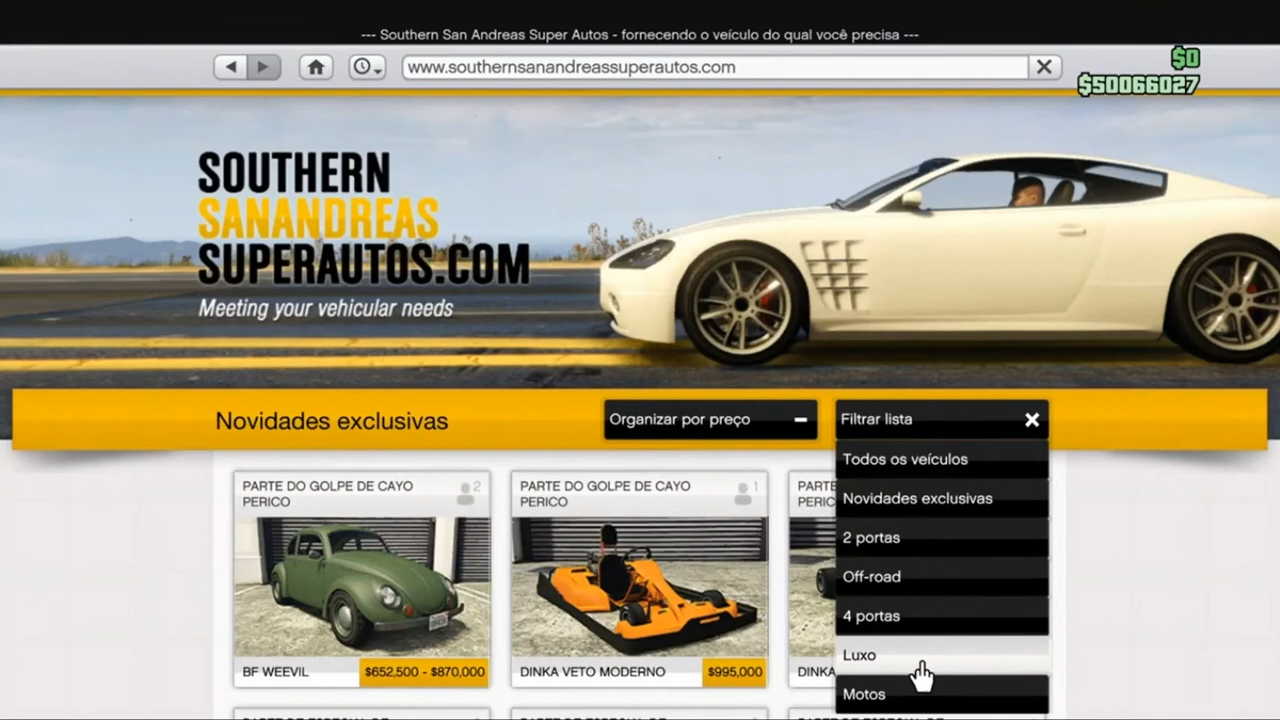 --- Southern San Andreas Super Autos - fornecendo o veículo do qual você precisa ---
www.southernsanandreassuperautos.com
$0
$50066027
SOUTHERN
SANANDREAS
SUPERAUTOS.COM
Meeting your vehicular needs
Novidades exclusivas
Organizar por preço
Filtrar lista
Todos os veículos
Novidades exclusivas
2 portas
Off-road
4 portas
Luxo
Motos
PARTE DO GOLPE DE CAYO
PERICO
2
BF WEEVIL
$652,500 - $870,000
PARTE DO GOLPE DE CAYO
PERICO
1
DINKA VETO MODERNO
$995,000
PARTE
PERIC
DINKA